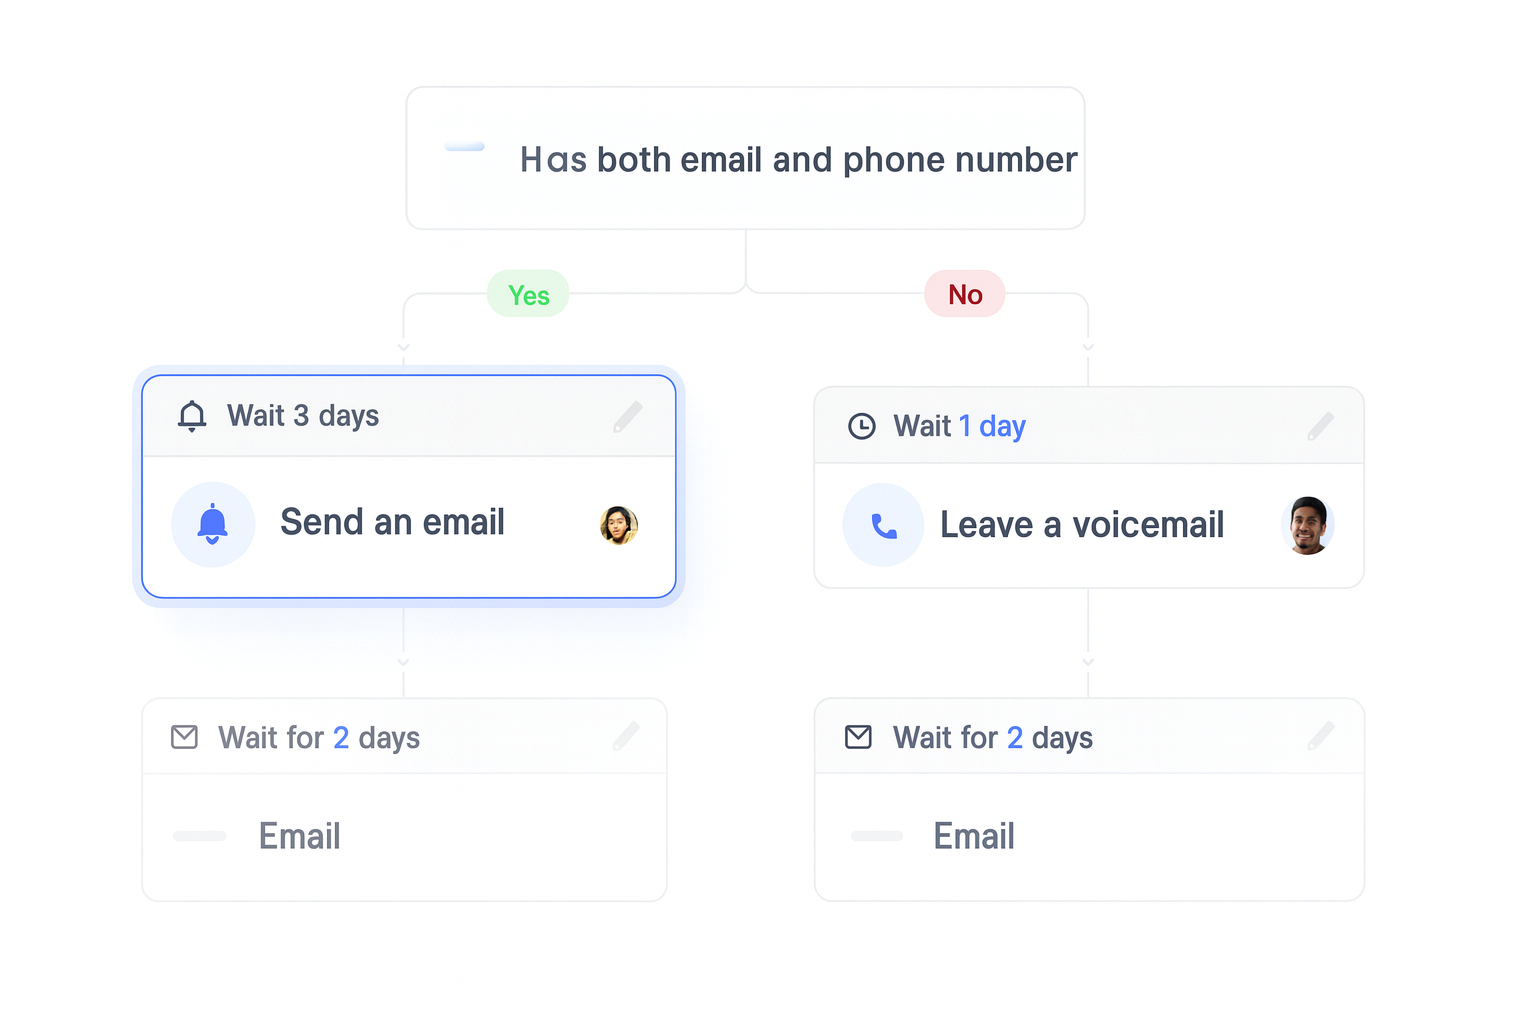 Has both email and phone number
Yes
No
Wait 3 days
Send an email
Wait 1 day
Leave a voicemail
Wait for 2 days
Email
Wait for 2 days
Email